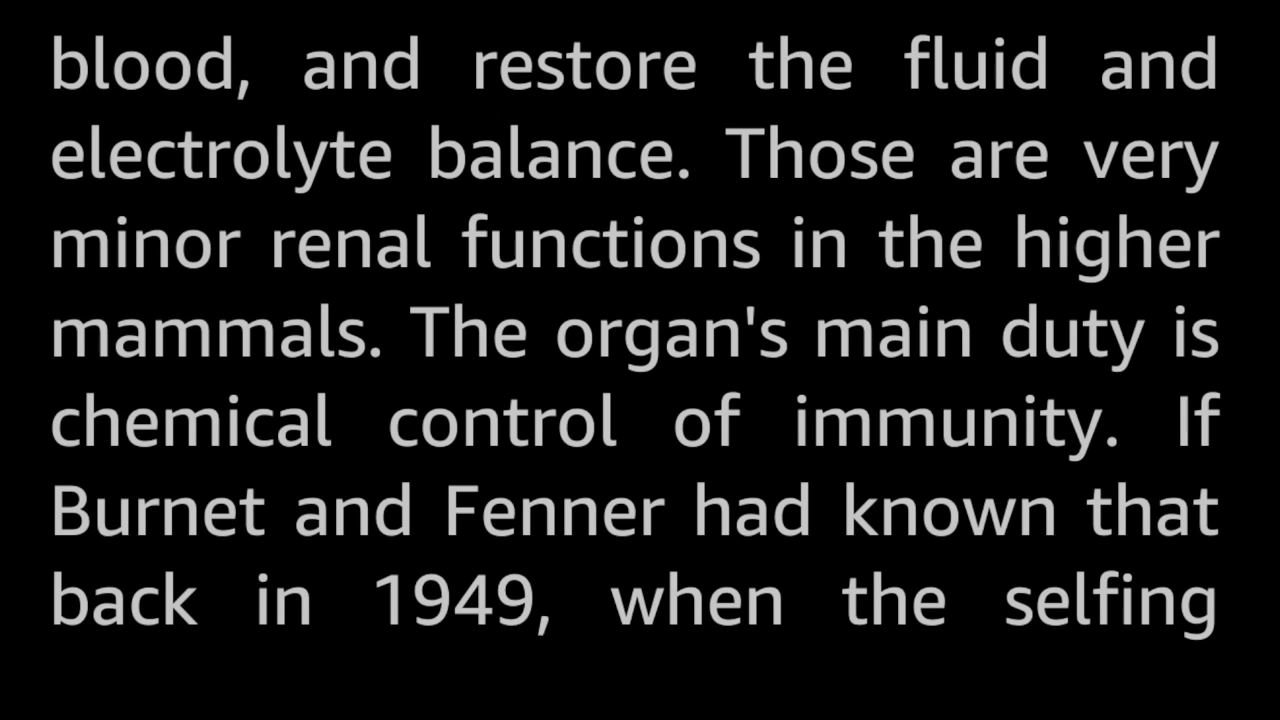 blood, and restore the fluid and
electrolyte balance. Those are very
minor renal functions in the higher
mammals. The organ's main duty is
chemical control of immunity. If
Burnet and Fenner had known that
back in 1949, when the selfing